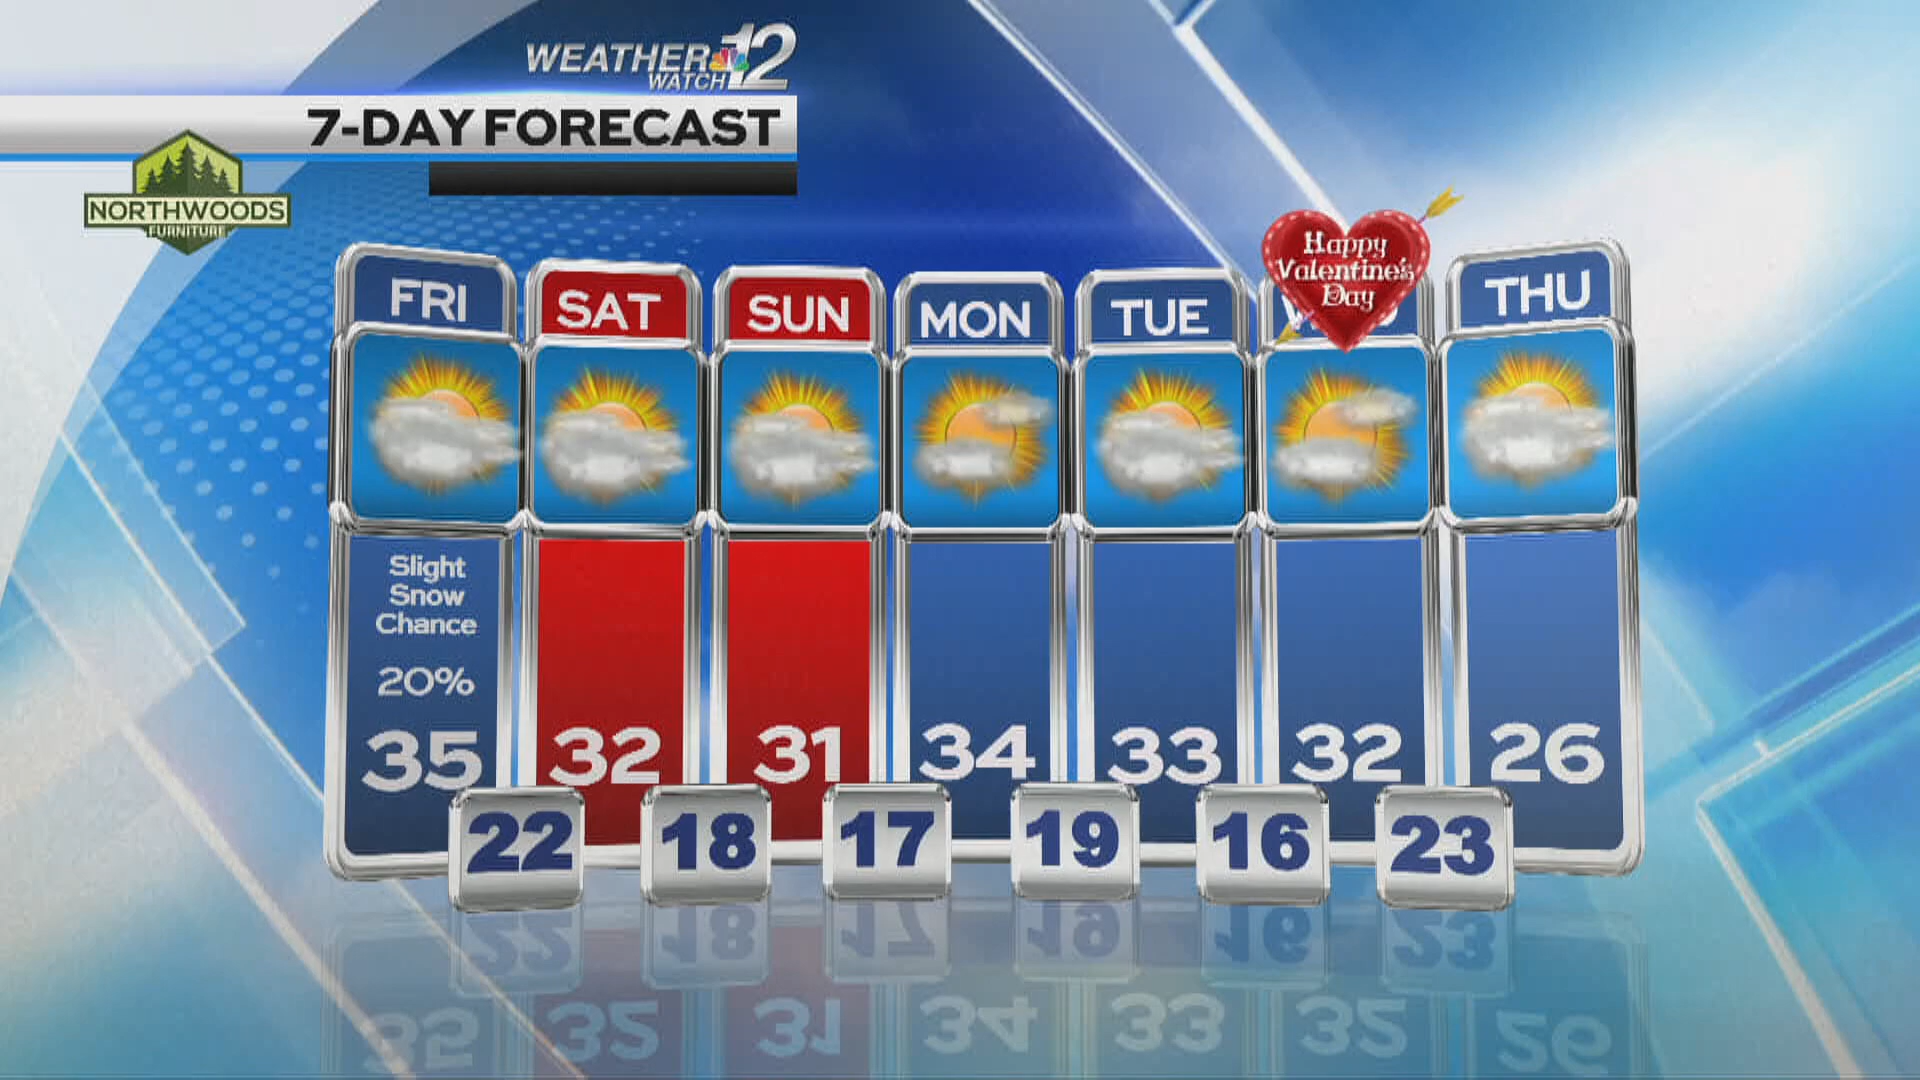 WEATHER 12
WATCH
7-DAY FORECAST
NORTHWOODS
FURNITURE
FRI
SAT
SUN
MON
TUE
Happy
Valentine's
Day
THU
Slight
Snow
Chance
20%
35 32 31 34 33 32 26
22 18 17 19 16 23